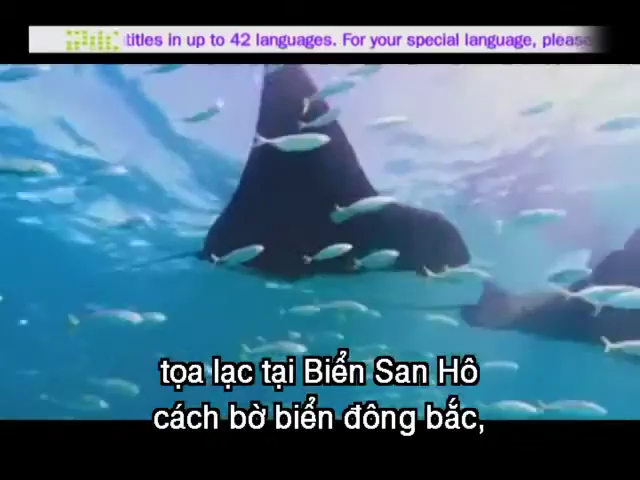 titles in up to 42 languages. For your special language, please
tọa lạc tại Biển San Hô
cách bờ biển đông bắc,